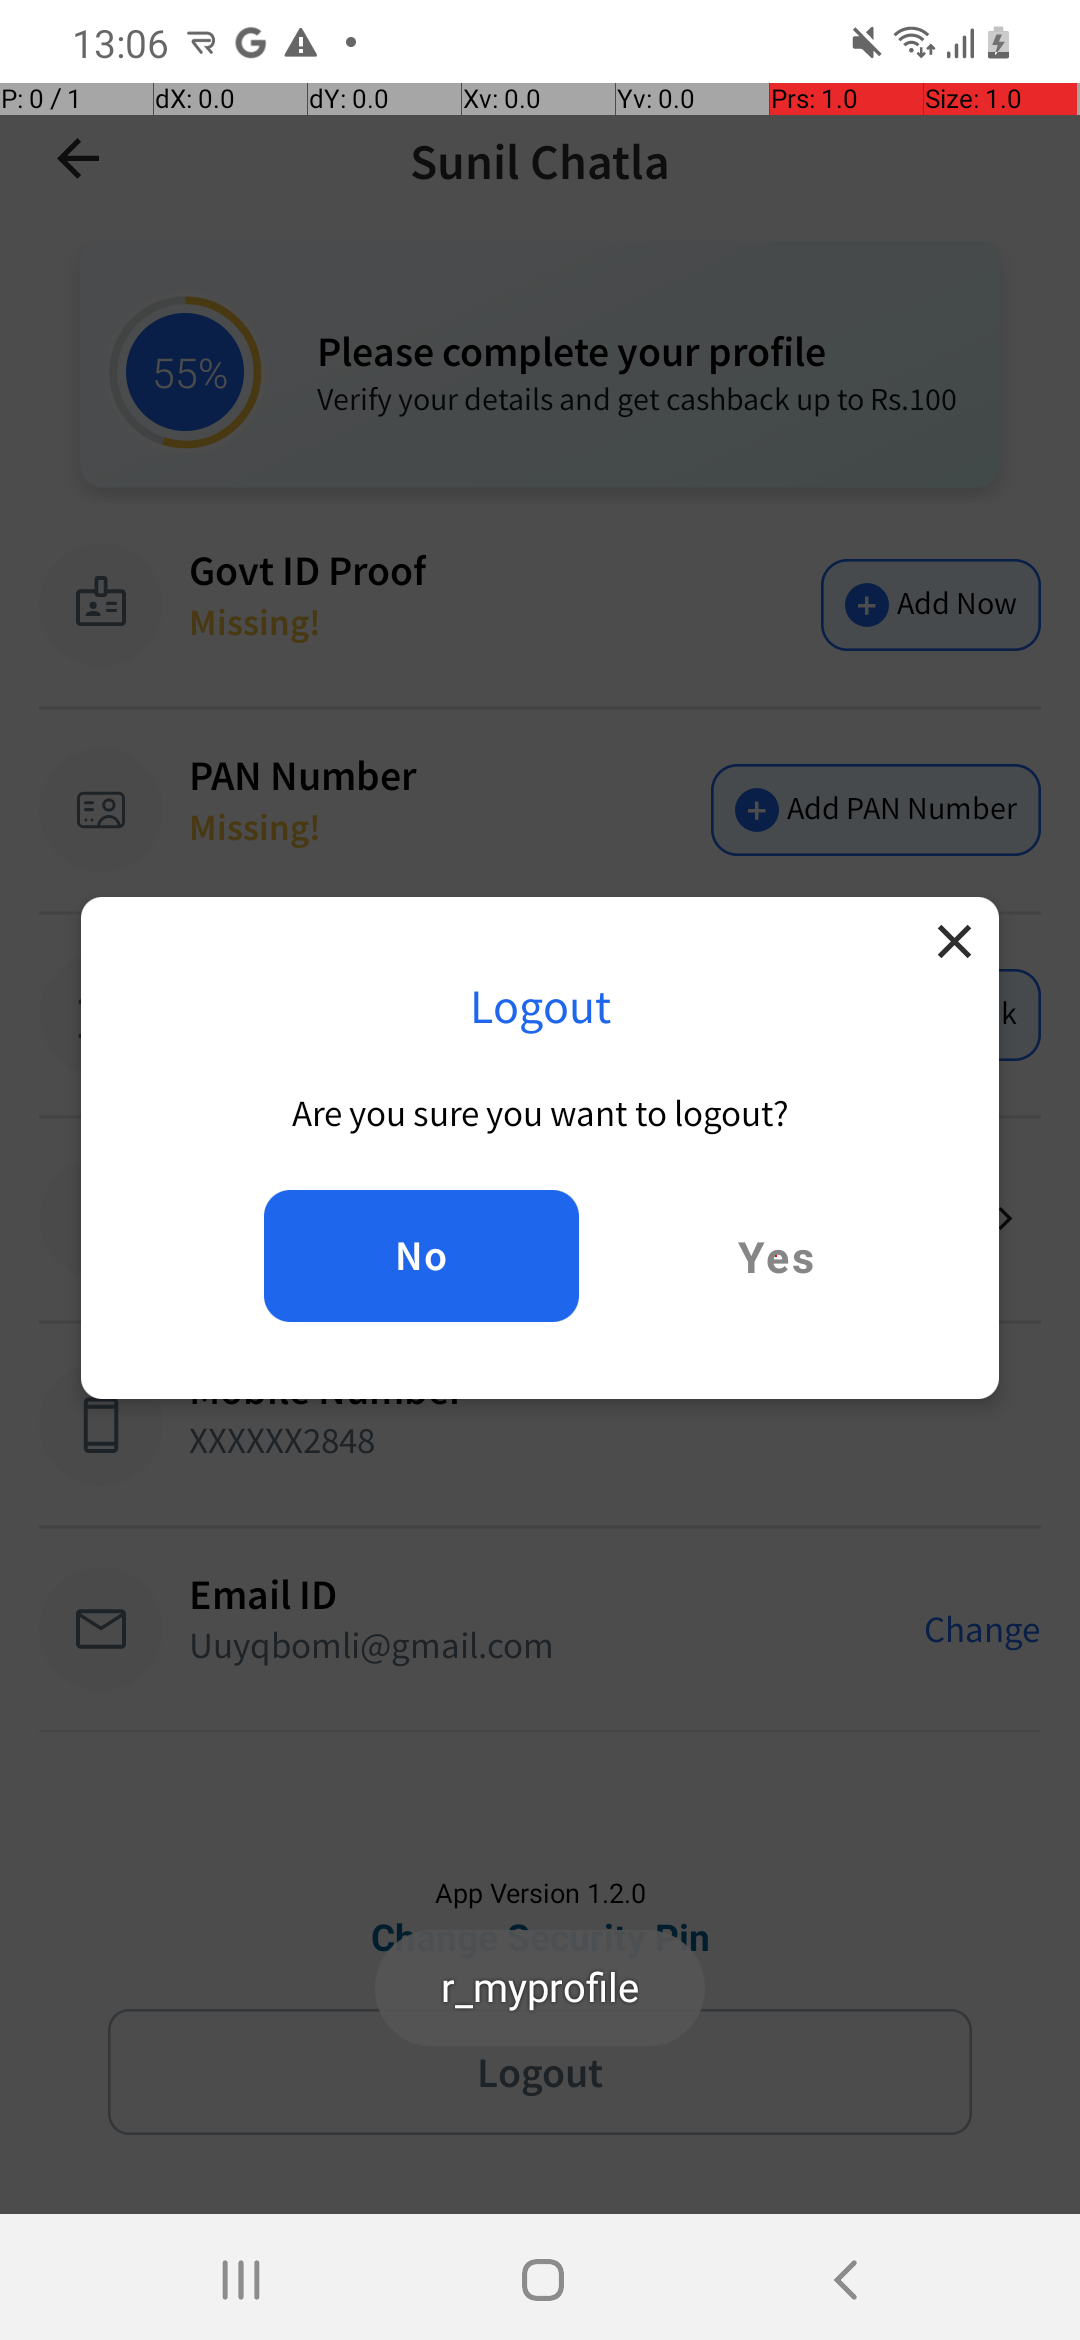 13:06
P: 0 / 1 dX: 0.0 dY: 0.0 Xv: 0.0 Yv: 0.0 Prs: 1.0 Size: 1.0
Sunil Chatla
55%
Please complete your profile
Verify your details and get cashback up to Rs.100
Govt ID Proof
Missing!
Add Now
PAN Number
Missing!
Add PAN Number
k
Logout
Are you sure you want to logout?
No Yes
Mobile Number
XXXXXX2848
Email ID
Uuyqbomli@gmail.com
Change
App Version 1.2.0
Change Security Pin
r_myprofile
Logout